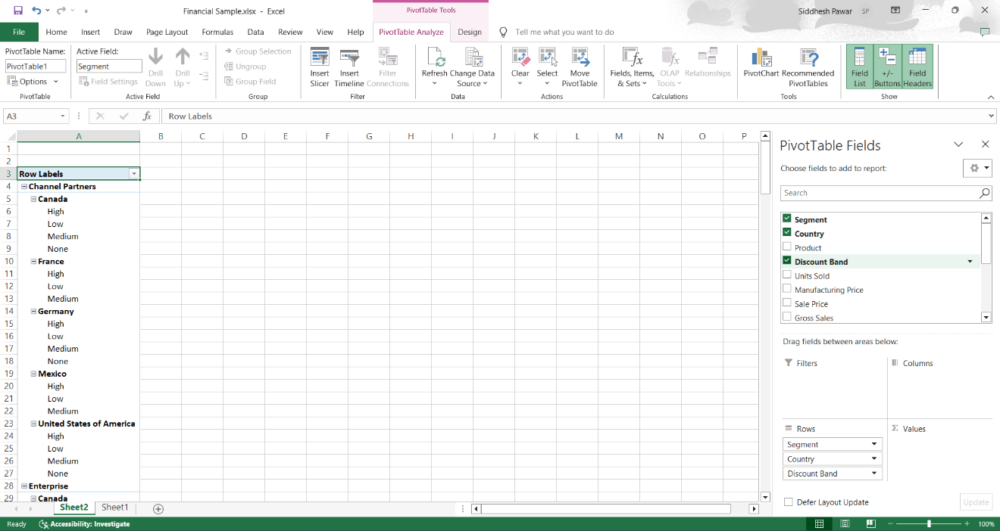 Financial Sample.xlsx - Excel
PivotTable Tools
Siddhesh Pawar SP
File Home Insert Draw Page Layout Formulas Data Review View Help PivotTable Analyze Design Tell me what you want to do
PivotTable Name:
PivotTable1
Options
PivotTable
Active Field:
Segment
Field Settings
Drill Down
Drill Up
Active Field
Group Selection
Ungroup
Group Field
Group
Insert Slicer
Insert Timeline
Filter Connections
Filter
Refresh
Change Data Source
Data
Clear
Select
Move PivotTable
Actions
Fields, Items, & Sets
OLAP Tools
Relationships
Calculations
PivotChart
Recommended PivotTables
Tools
Field List
+/- Buttons
Field Headers
Show
A3 fx Row Labels
A B C D E F G H I J K L M N O P
1
2
3 Row Labels
4 Channel Partners
5 Canada
6 High
7 Low
8 Medium
9 None
10 France
11 High
12 Low
13 Medium
14 Germany
15 High
16 Low
17 Medium
18 None
19 Mexico
20 High
21 Low
22 Medium
23 United States of America
24 High
25 Low
26 Medium
27 None
28 Enterprise
29 Canada
Sheet2 Sheet1
PivotTable Fields
Choose fields to add to report:
Search
Segment
Country
Product
Discount Band
Units Sold
Manufacturing Price
Sale Price
Gross Sales
Drag fields between areas below:
Filters
Columns
Rows
Σ Values
Segment
Country
Discount Band
Defer Layout Update
Update
Ready Accessibility: Investigate
100%